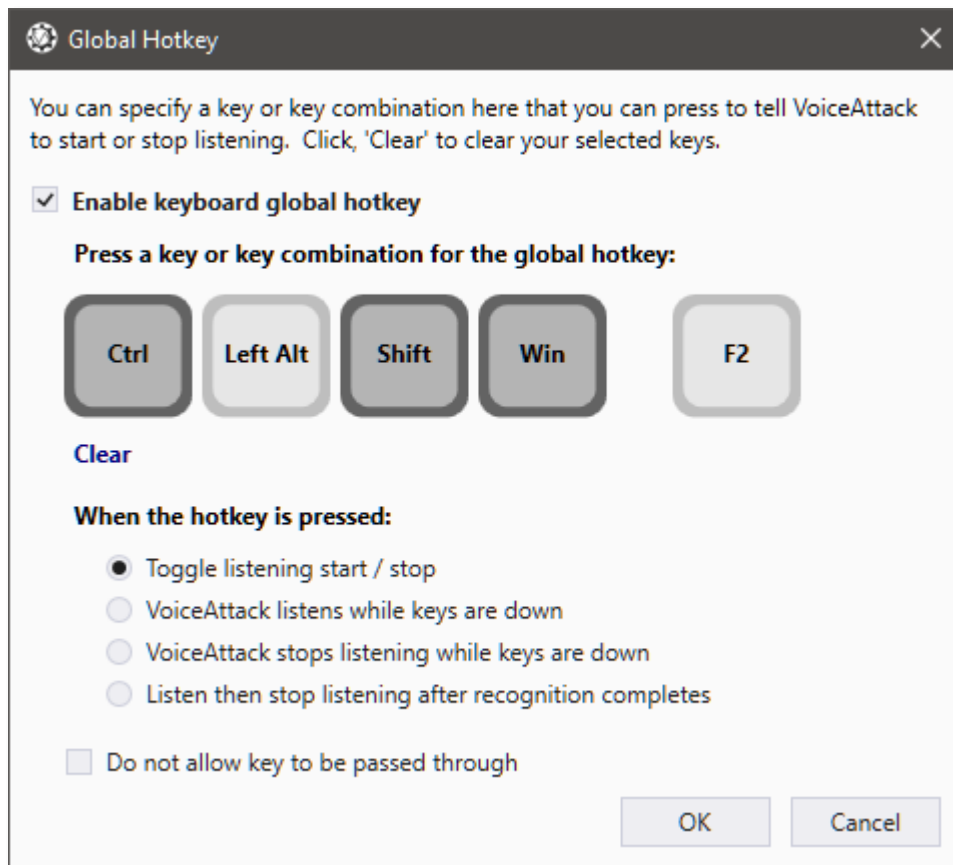 Global Hotkey
You can specify a key or key combination here that you can press to tell VoiceAttack
to start or stop listening.  Click, 'Clear' to clear your selected keys.
Enable keyboard global hotkey
Press a key or key combination for the global hotkey:
Ctrl Left Alt Shift Win F2
Clear
When the hotkey is pressed:
Toggle listening start / stop
VoiceAttack listens while keys are down
VoiceAttack stops listening while keys are down
Listen then stop listening after recognition completes
Do not allow key to be passed through
OK Cancel